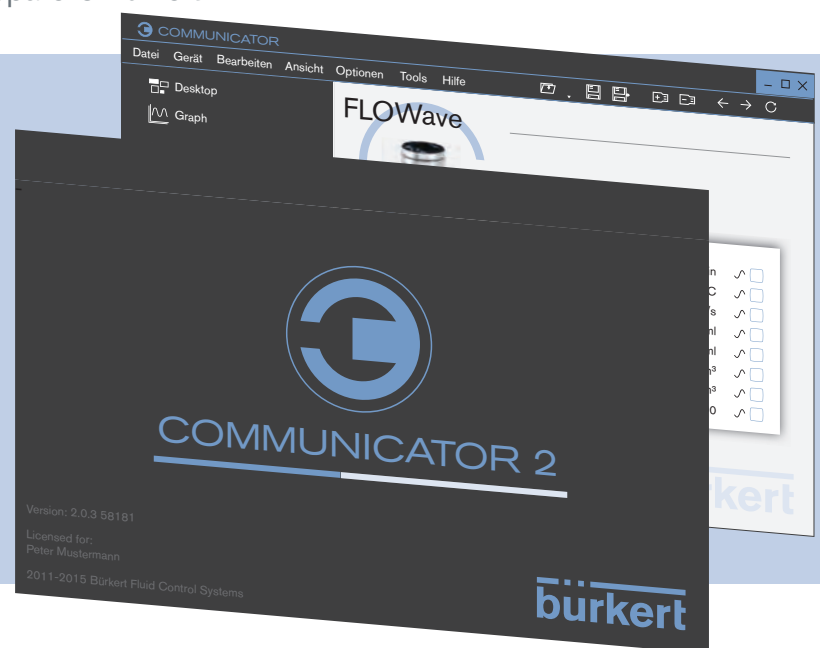 COMMUNICATOR
Datei Gerät Bearbeiten Ansicht Optionen Tools Hilfe
Desktop
Graph
FLOWave
COMMUNICATOR 2
Version: 2.0.3 58181
Licensed for:
Peter Mustermann
2011-2015 Bürkert Fluid Control Systems
bürkert